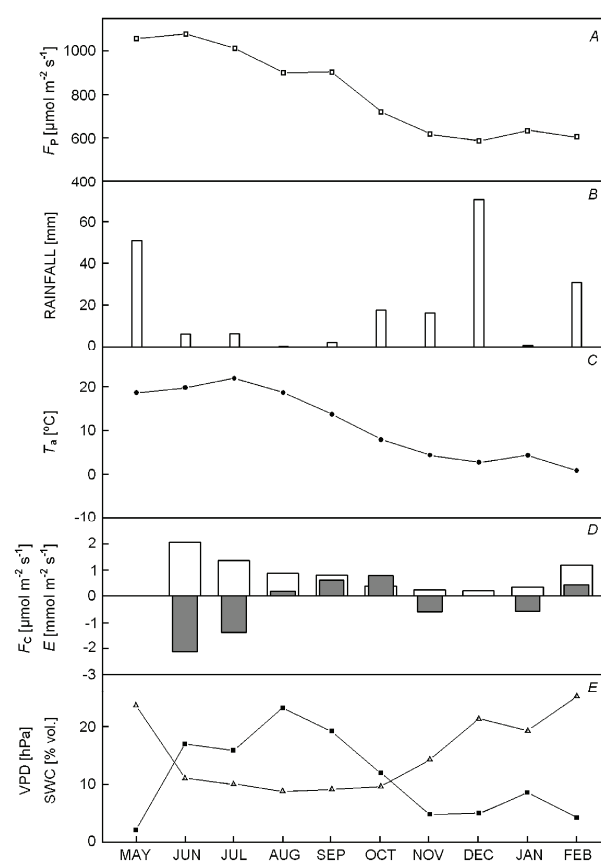 A
1000
800
600
400
F_P [µmol m⁻² s⁻¹]
B
60
40
20
0
RAINFALL [mm]
C
20
10
0
-10
T_a [ºC]
D
2
1
0
-1
-2
-3
F_C [µmol m⁻² s⁻¹]
E [mmol m⁻² s⁻¹]
E
20
10
0
VPD [hPa]
SWC [% vol.]
MAY JUN JUL AUG SEP OCT NOV DEC JAN FEB